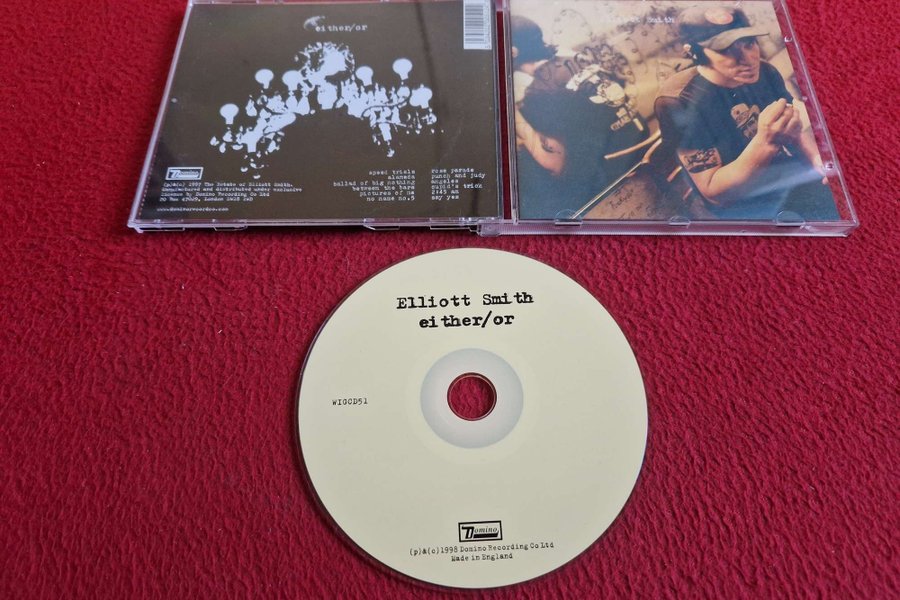 either/or
Elliott Smith
speed trials
alameda
ballad of big nothing
between the bars
pictures of me
no name no.5
rose parade
punch and judy
angeles
cupid's trick
2:45 am
say yes
Domino
(p)&(c) 1997 The Estate of Elliott Smith.
Manufactured and distributed under exclusive
licence to Domino Recording Co Ltd
PO Box 47029, London SW18 1WD
www.dominorecordco.com
Elliott Smith
either/or
WIGCD51
Domino
(p)&(c)1998 Domino Recording Co Ltd
Made in England